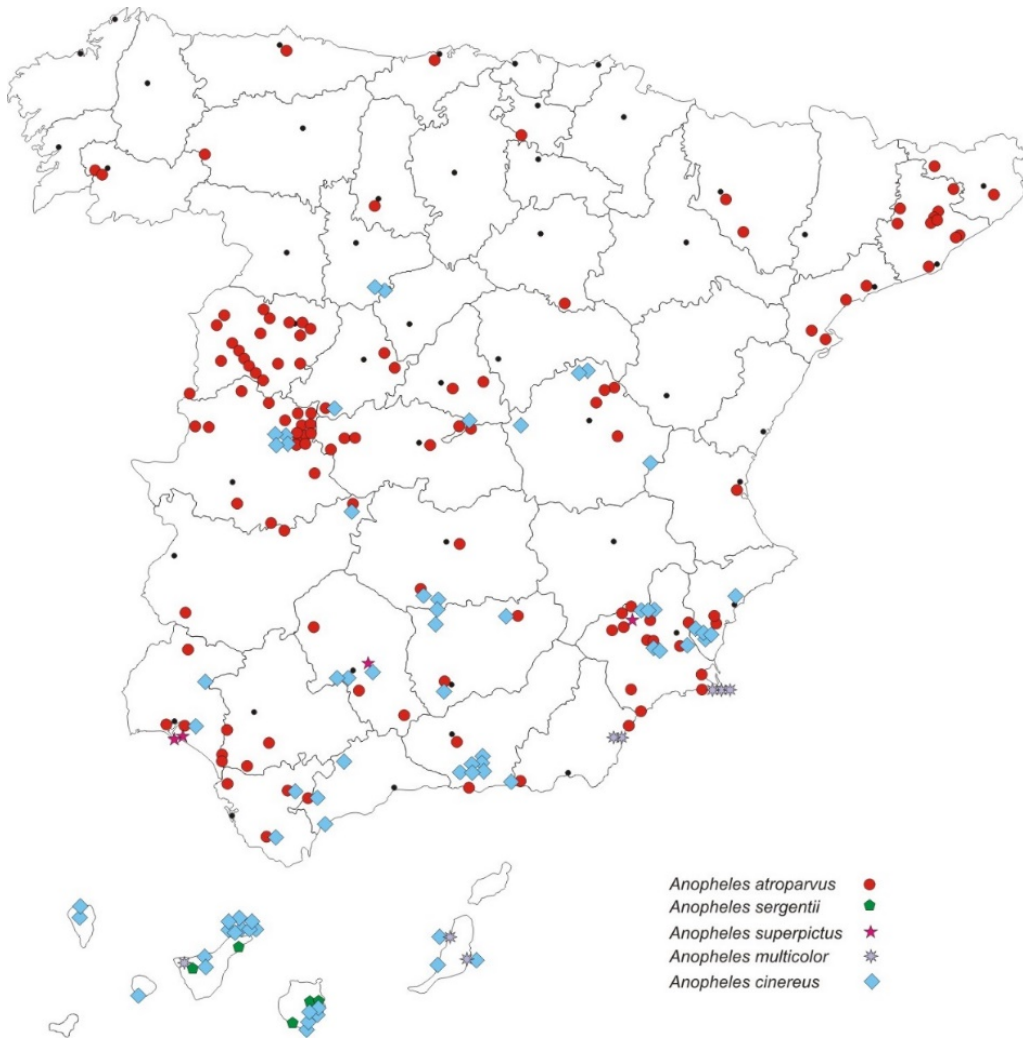 Anopheles atroparvus
Anopheles sergentii
Anopheles superpictus
Anopheles multicolor
Anopheles cinereus